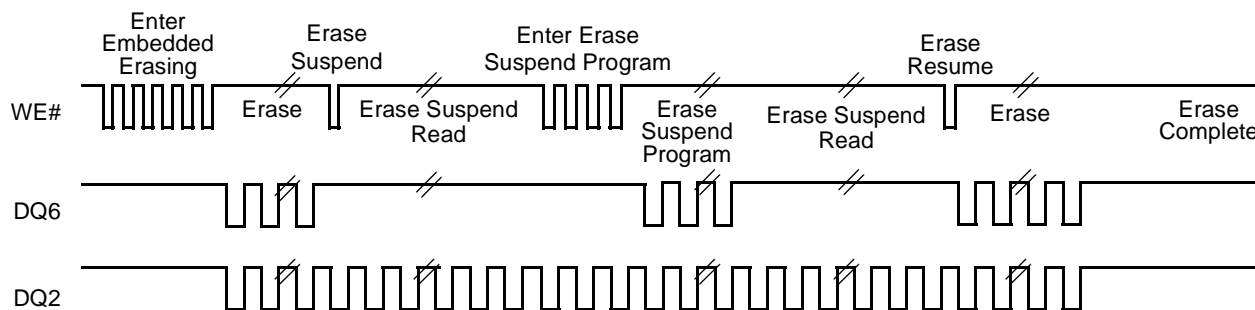 Enter
Embedded
Erasing
Erase
Suspend
Enter Erase
Suspend Program
Erase
Resume
WE#
Erase
Erase Suspend
Read
Erase
Suspend
Program
Erase Suspend
Read
Erase
Erase
Complete
DQ6
DQ2